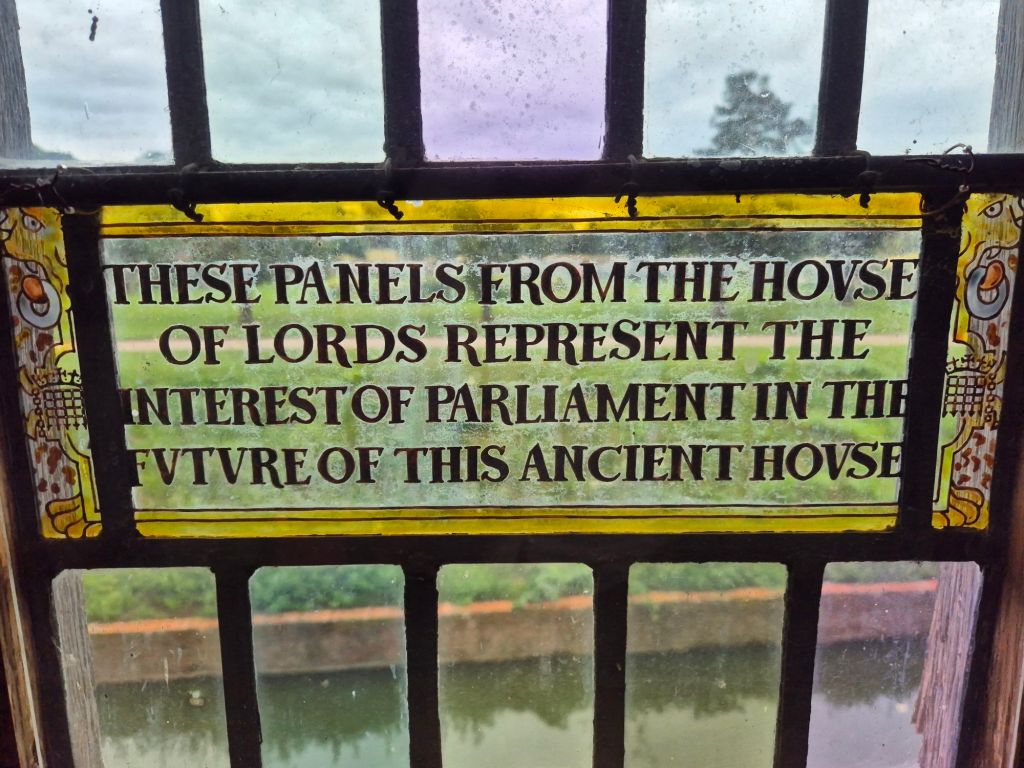 THESE PANELS FROM THE HOVSE
OF LORDS REPRESENT THE
INTEREST OF PARLIAMENT IN THE
FVTVRE OF THIS ANCIENT HOVSE